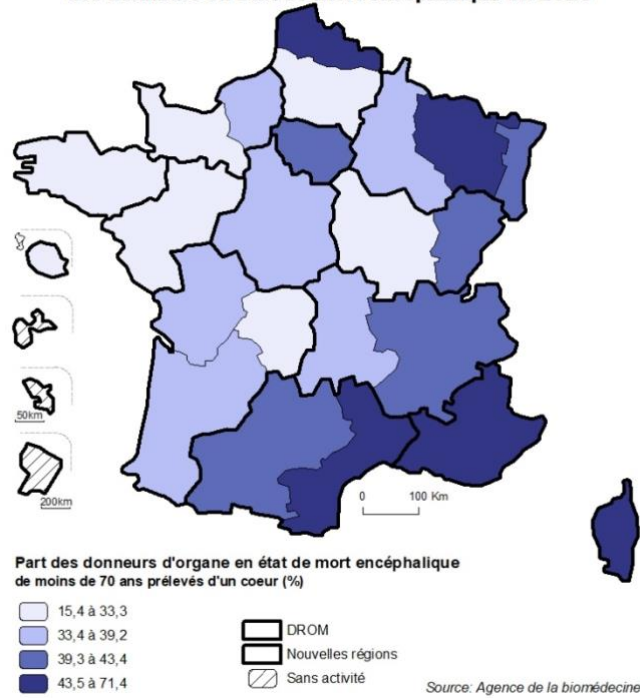 50km
200km
0 100 Km
Part des donneurs d'organe en état de mort encéphalique
de moins de 70 ans prélevés d'un coeur (%)
15,4 à 33,3
33,4 à 39,2
39,3 à 43,4
43,5 à 71,4
DROM
Nouvelles régions
Sans activité
Source: Agence de la biomédecine